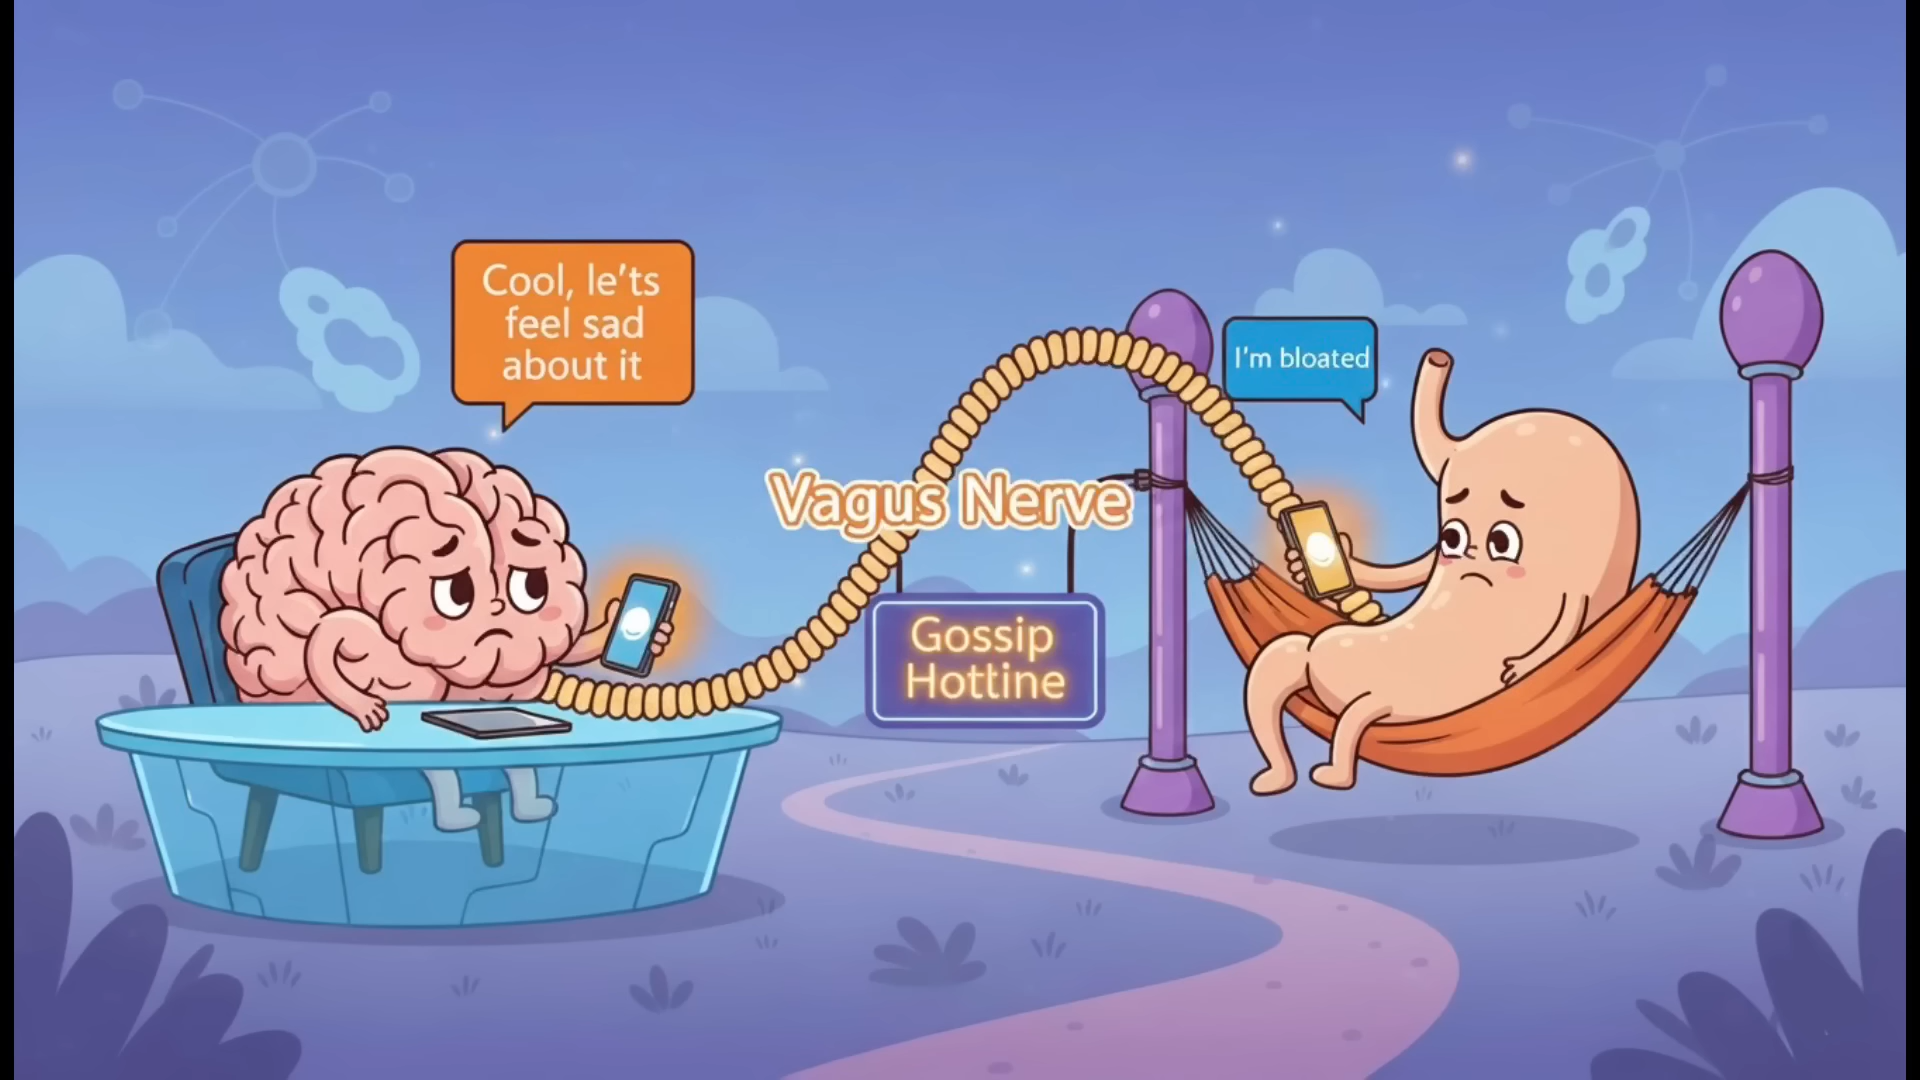 Cool, le'ts
feel sad
about it
I'm bloated
Vagus Nerve
Gossip
Hottine